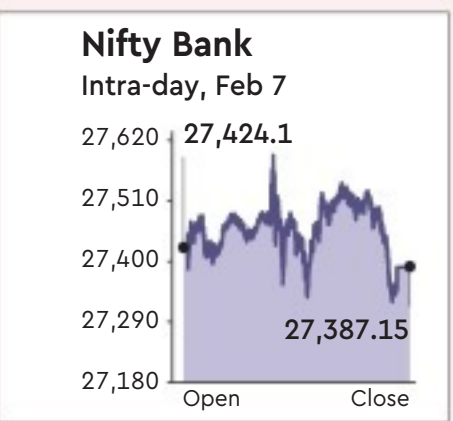 Nifty Bank
Intra-day, Feb 7
27,620 27,424.1
27,510
27,400
27,290 27,387.15
27,180
Open Close